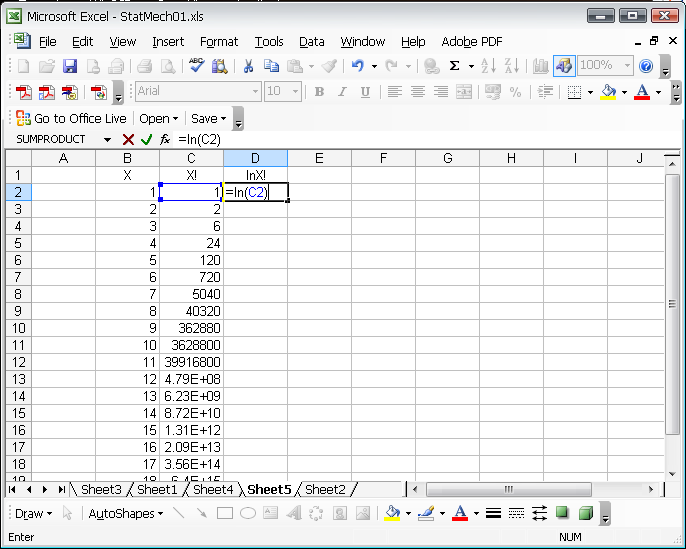 Microsoft Excel - StatMech01.xls
File Edit View Insert Format Tools Data Window Help Adobe PDF
ABC Σ A Z Z A 100% ?
Arial 10 B I U % A
Go to Office Live Open Save
SUMPRODUCT fx =ln(C2)
A B C D E F G H I J
1 X X! lnX!
2 1 1 =ln(C2)
3 2 2
4 3 6
5 4 24
6 5 120
7 6 720
8 7 5040
9 8 40320
10 9 362880
11 10 3628800
12 11 39916800
13 12 4.79E+08
14 13 6.23E+09
15 14 8.72E+10
16 15 1.31E+12
17 16 2.09E+13
18 17 3.56E+14
19 18 6.4E+15
Sheet3 Sheet1 Sheet4 Sheet5 Sheet2
Draw AutoShapes A A
Enter NUM